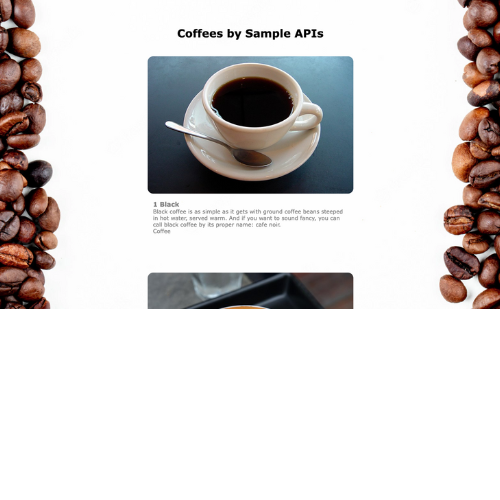 Coffees by Sample APIs
1 Black
Black coffee is as simple as it gets with ground coffee beans steeped
in hot water, served warm. And if you want to sound fancy, you can
call black coffee by its proper name: cafe noir.
Coffee